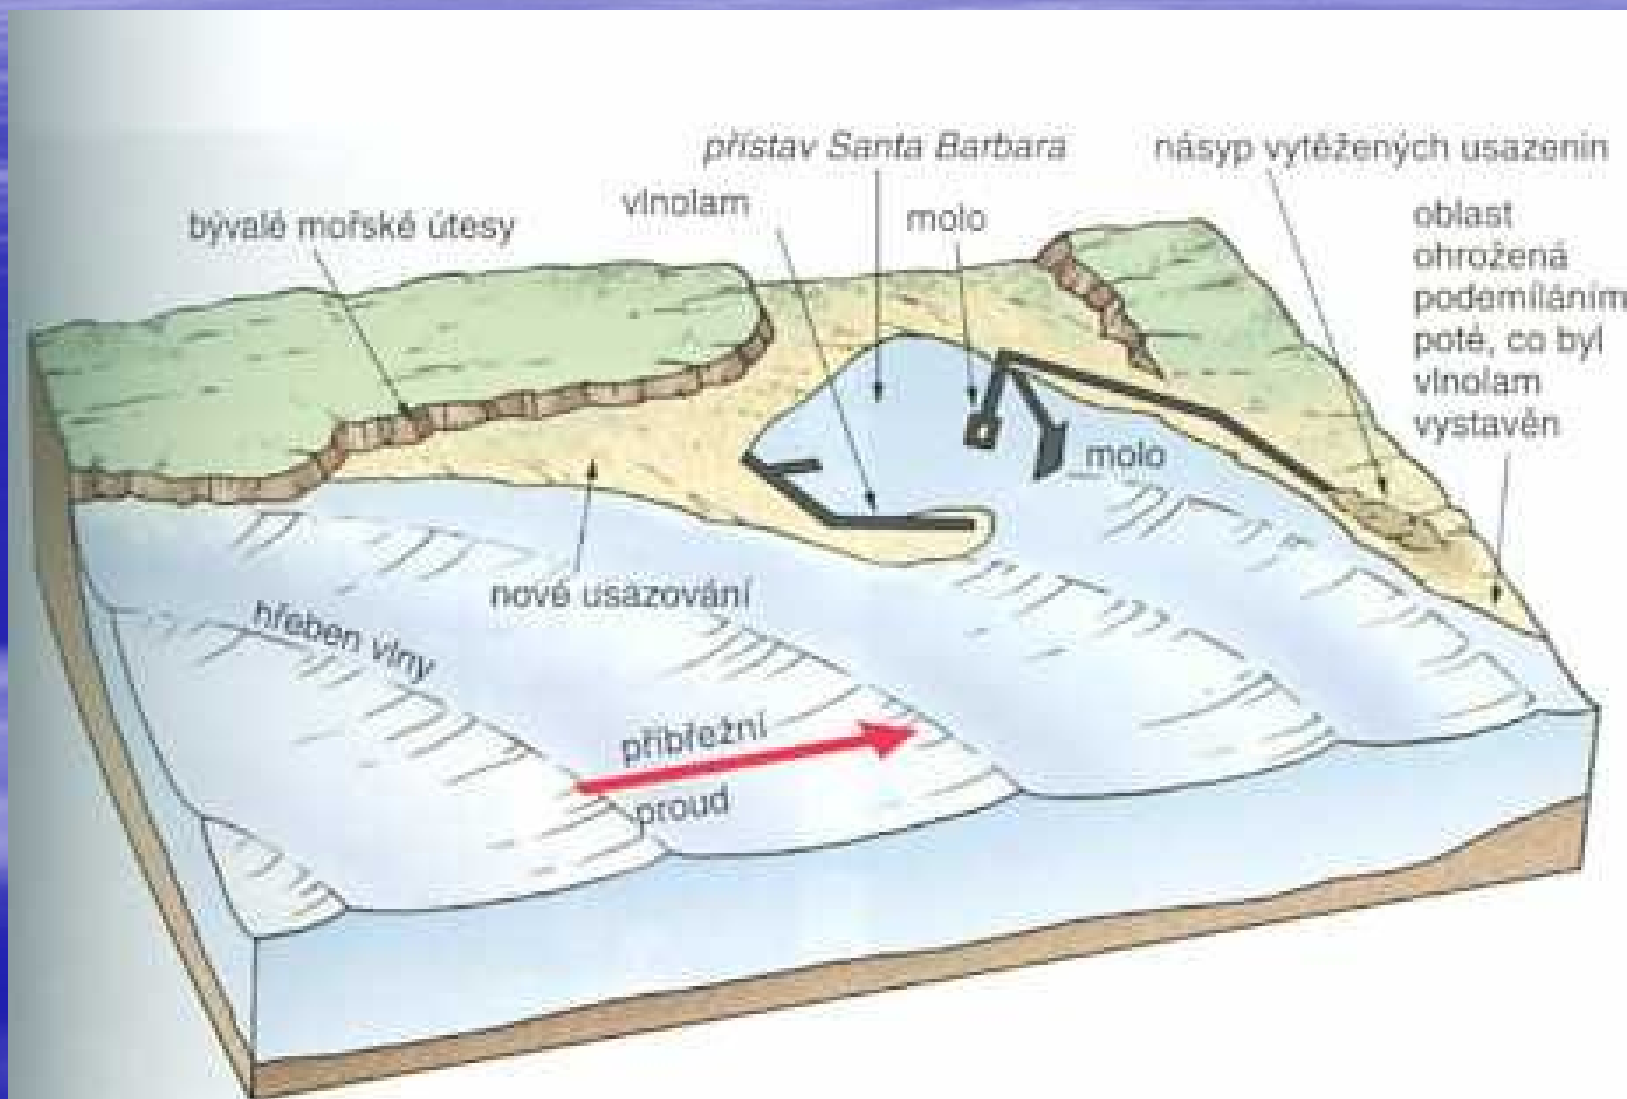 přístav Santa Barbara
násyp vytěžených usazenin
vlnolam
molo
bývalé mořské útesy
oblast
ohrožená
podemíláním
poté, co byl
vlnolam
vystavěn
molo
nové usazování
hřeben vlny
příbřežní
proud